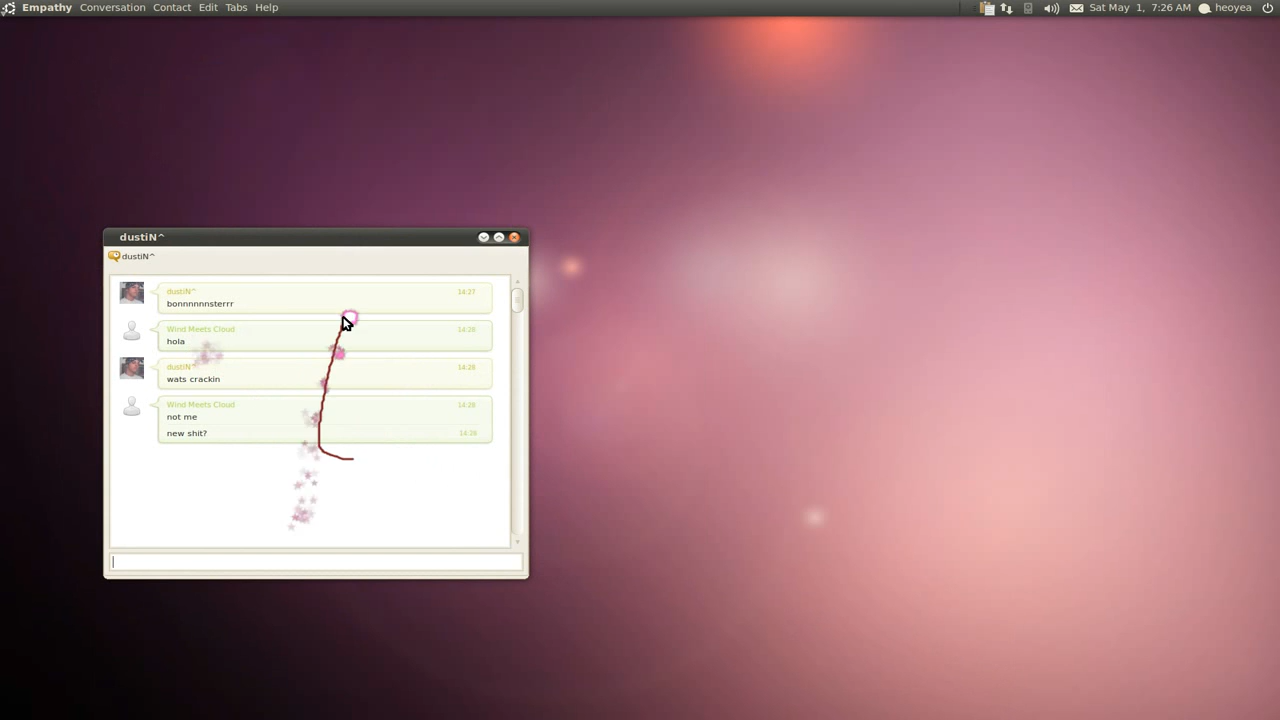 Empathy Conversation Contact Edit Tabs Help
Sat May 1, 7:26 AM heoyea
dustiN^
dustiN^
dustiN^ 14:27
bonnnnnnsterrr
Wind Meets Cloud 14:28
hola
dustiN^ 14:28
wats crackin
Wind Meets Cloud 14:28
not me
new shit? 14:28